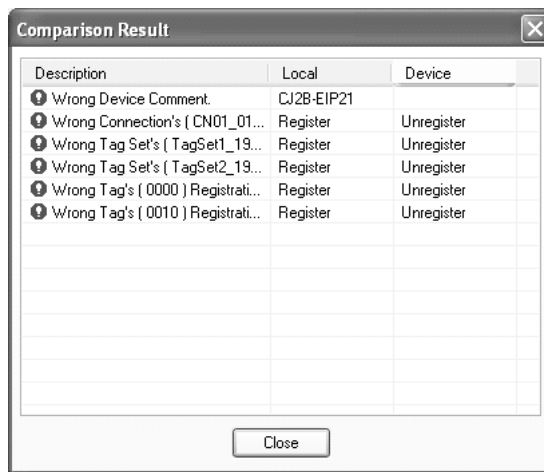 Comparison Result
Description Local Device
Wrong Device Comment. CJ2B-EIP21
Wrong Connection's ( CN01_01... Register Unregister
Wrong Tag Set's ( TagSet1_19... Register Unregister
Wrong Tag Set's ( TagSet2_19... Register Unregister
Wrong Tag's ( 0000 ) Registrati... Register Unregister
Wrong Tag's ( 0010 ) Registrati... Register Unregister
Close